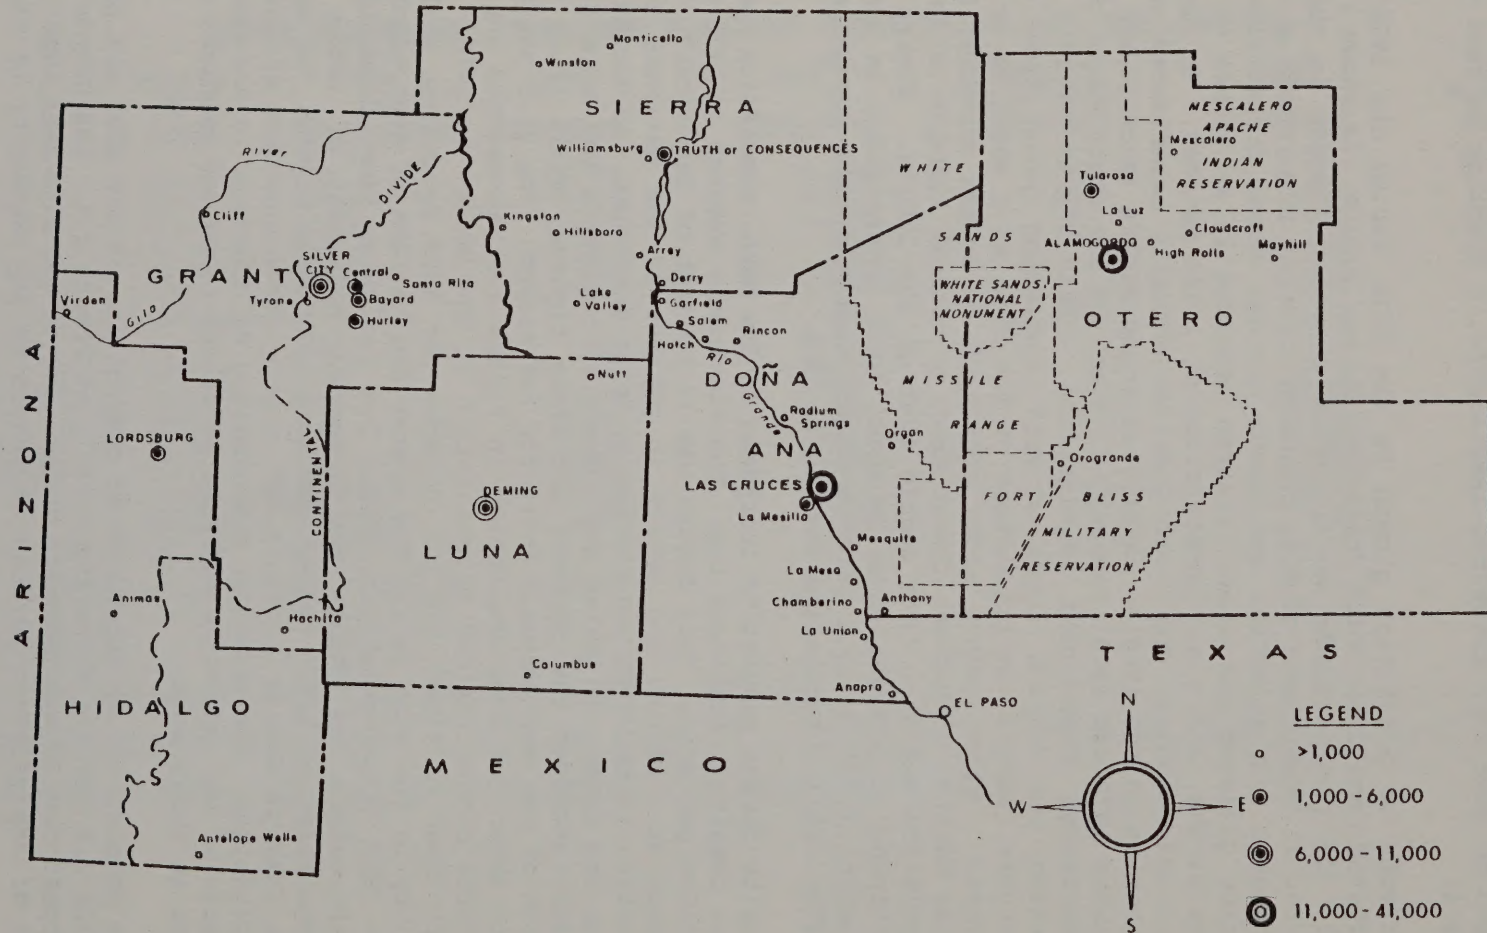 Monticello
Winston
SIERRA
MESCALERO
APACHE
Mescalero
INDIAN
RESERVATION
River
Williamsburg
TRUTH or CONSEQUENCES
WHITE
DIVIDE
Tularosa
Cliff
Kingston
Hillsboro
La Luz
Cloudcroft
SANDS
ALAMOGORDO
High Rolls
Mayhill
Arrey
SILVER
CITY
GRANT
Central
Santa Rita
Derry
Virden
Tyrone
Bayard
Lake
Valley
Garfield
WHITE SANDS
NATIONAL
MONUMENT
Gila
Hurley
Salem
Rincon
OTERO
Hatch
Rio
Grande
Nutt
DOÑA
MISSILE
ARIZONA
Radium
Springs
RANGE
LORDSBURG
CONTINENTAL
ANA
Organ
Orogrande
DEMING
LAS CRUCES
FORT BLISS
La Mesilla
MILITARY
LUNA
Mesquite
RESERVATION
La Mesa
Animas
Hachita
Chamberino
Anthony
La Union
TEXAS
Columbus
Anapra
HIDALGO
EL PASO
MEXICO
Antelope Wells
N
W
E
S
LEGEND
>1,000
1,000-6,000
6,000-11,000
11,000-41,000